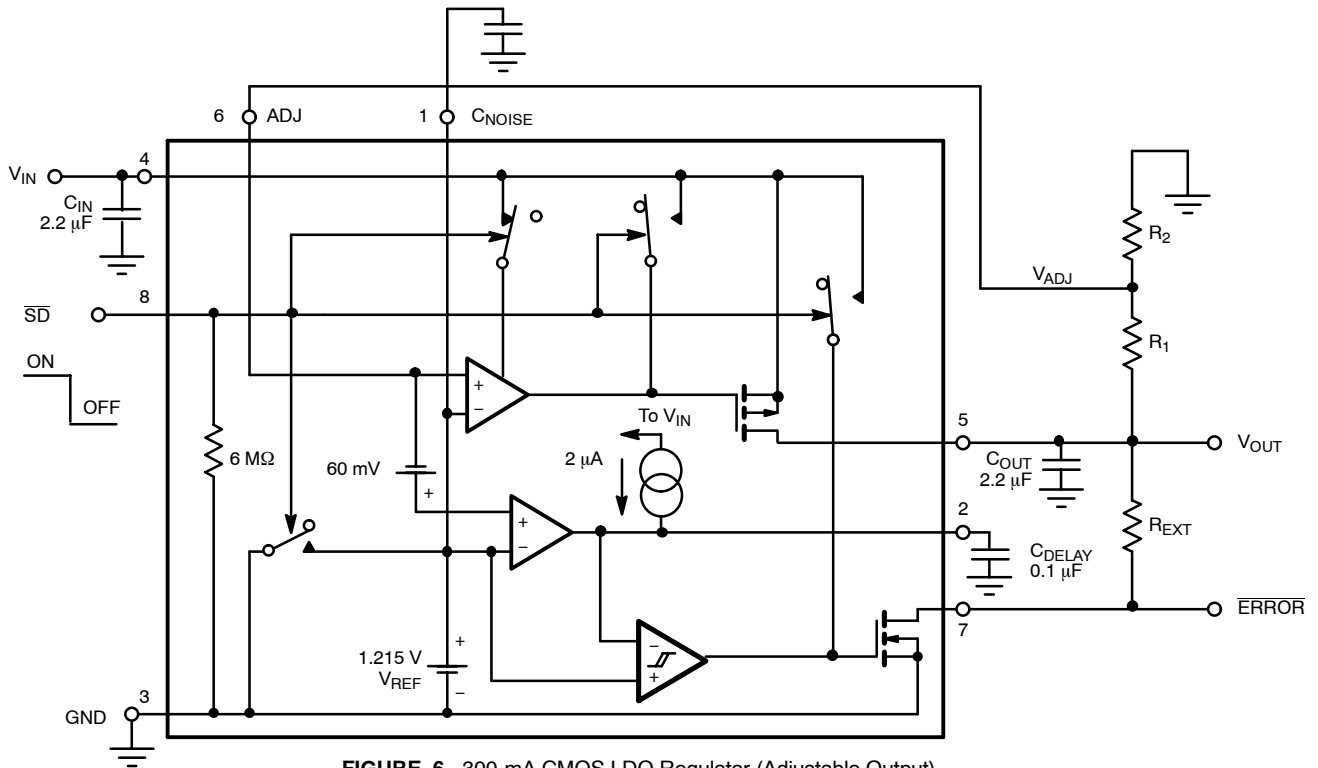 6 ADJ
1 CNOISE
4
VIN
CIN
2.2 μF
R2
VADJ
8
SD
R1
ON
OFF
+
−
To VIN
5
VOUT
6 MΩ
60 mV
+
2 μA
COUT
2.2 μF
2
+
−
REXT
CDELAY
0.1 μF
ERROR
7
−
+
+
1.215 V
VREF
−
3
GND
FIGURE 6. 300-mA CMOS LDO Regulator (Adjustable Output)